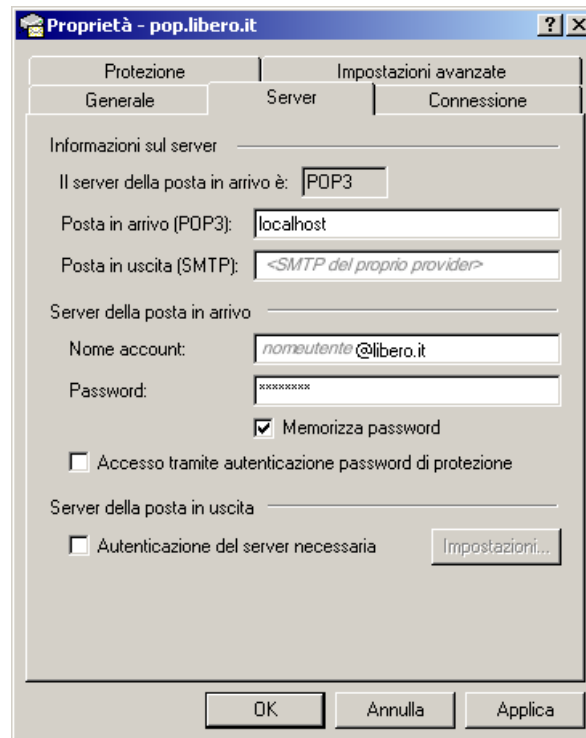 Proprietà - pop.libero.it
Protezione Impostazioni avanzate
Generale Server Connessione
Informazioni sul server
Il server della posta in arrivo è: POP3
Posta in arrivo (POP3): localhost
Posta in uscita (SMTP): <SMTP del proprio provider>
Server della posta in arrivo
Nome account: nomeutente@libero.it
Password: ********
Memorizza password
Accesso tramite autenticazione password di protezione
Server della posta in uscita
Autenticazione del server necessaria Impostazioni...
OK Annulla Applica